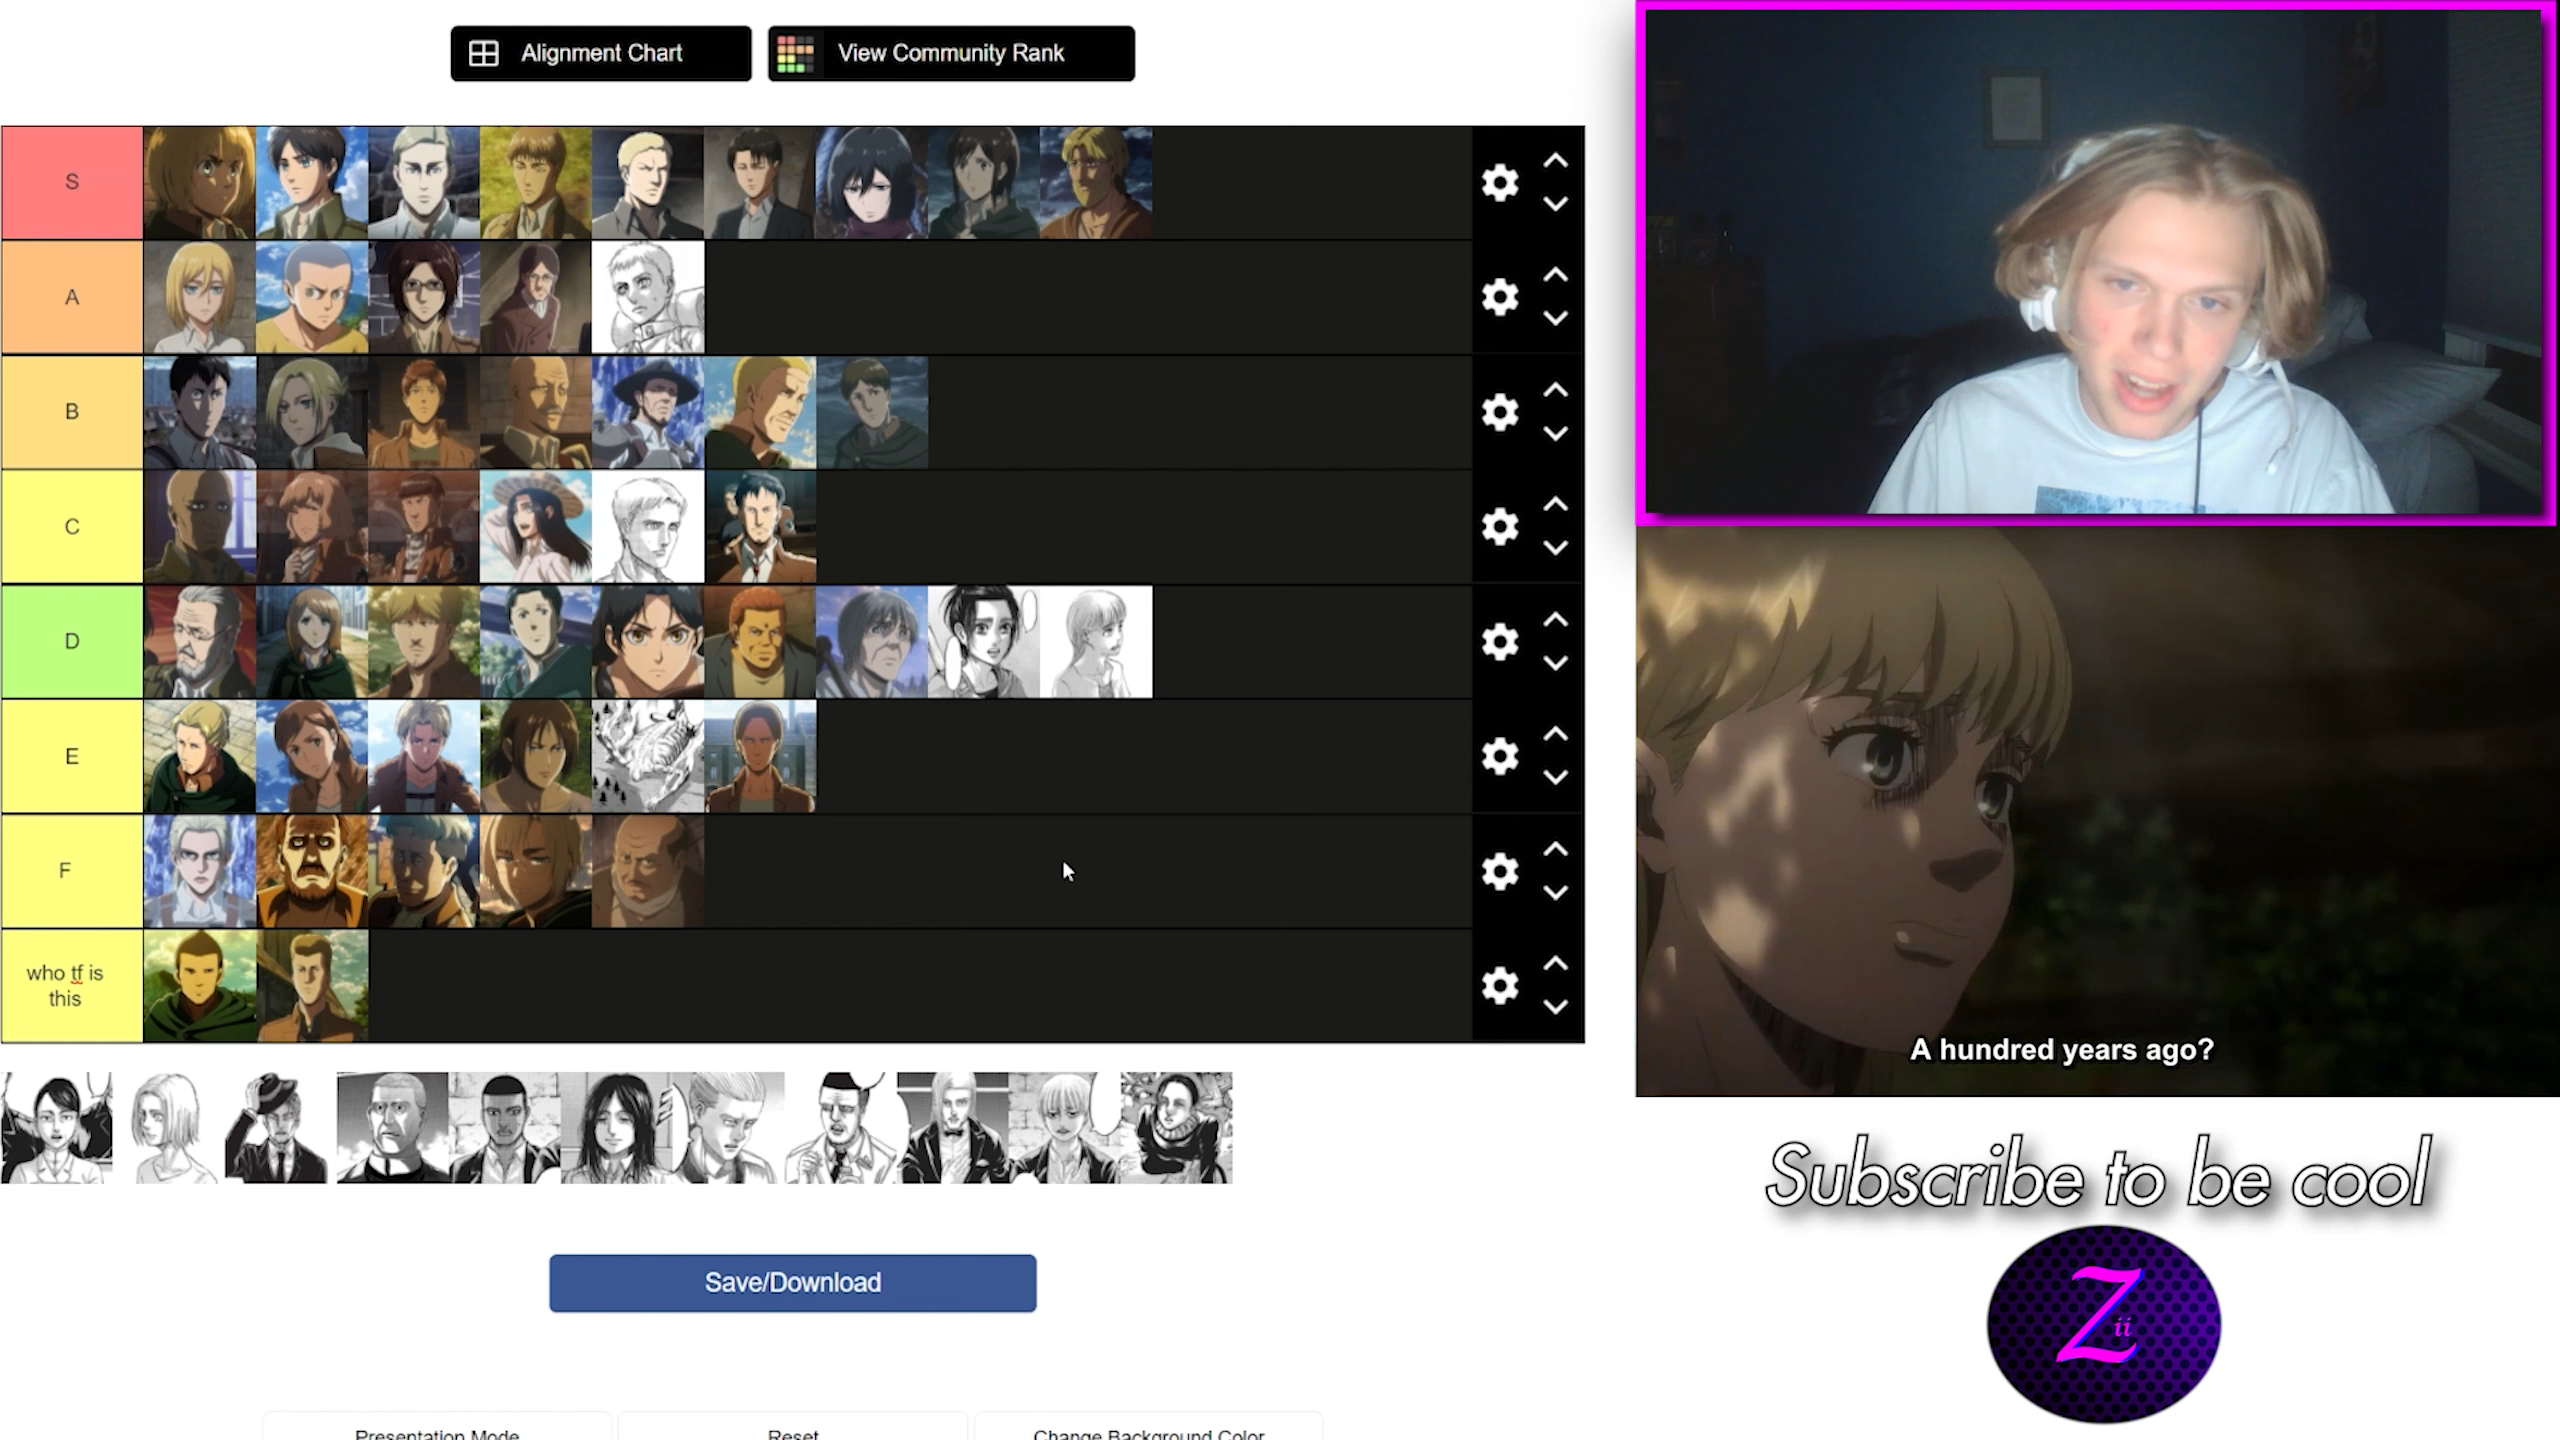 Alignment Chart
View Community Rank
S
A
B
C
D
E
F
who tf is
this
A hundred years ago?
Subscribe to be cool
Z ii
Save/Download
Presentation Mode
Reset
Change Background Color